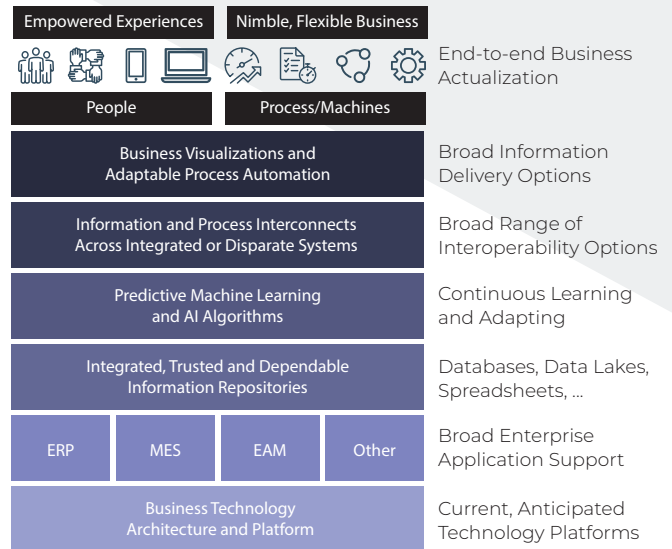 Empowered Experiences
Nimble, Flexible Business
End-to-end Business
Actualization
People
Process/Machines
Business Visualizations and
Adaptable Process Automation
Broad Information
Delivery Options
Information and Process Interconnects
Across Integrated or Disparate Systems
Broad Range of
Interoperability Options
Predictive Machine Learning
and AI Algorithms
Continuous Learning
and Adapting
Integrated, Trusted and Dependable
Information Repositories
Databases, Data Lakes,
Spreadsheets, ...
ERP
MES
EAM
Other
Broad Enterprise
Application Support
Business Technology
Architecture and Platform
Current, Anticipated
Technology Platforms